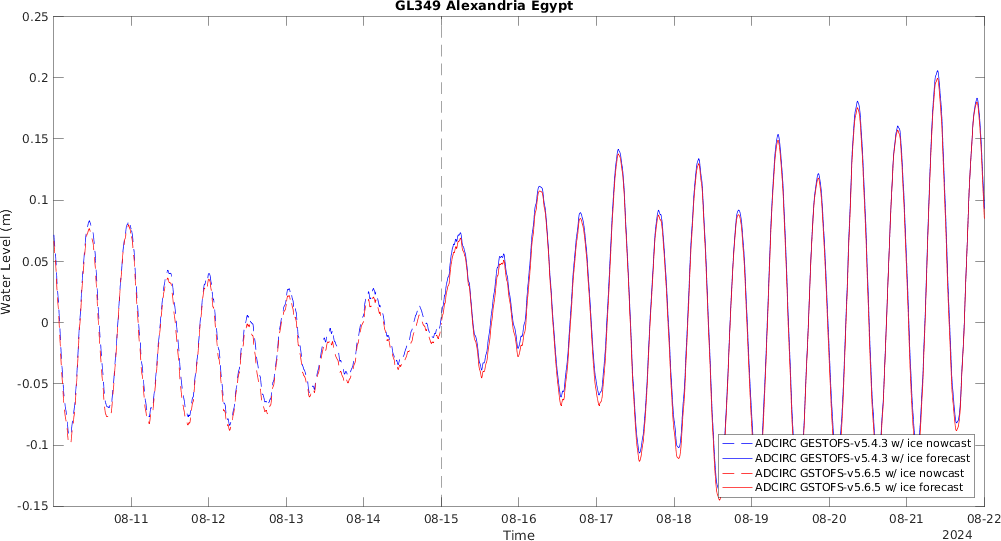 GL349 Alexandria Egypt
0.25
0.2
0.15
0.1
0.05
0
-0.05
-0.1
-0.15
Water Level (m)
ADCIRC GESTOFS-v5.4.3 w/ ice nowcast
ADCIRC GESTOFS-v5.4.3 w/ ice forecast
ADCIRC GSTOFS-v5.6.5 w/ ice nowcast
ADCIRC GSTOFS-v5.6.5 w/ ice forecast
08-11 08-12 08-13 08-14 08-15 08-16 08-17 08-18 08-19 08-20 08-21 08-22
Time
2024